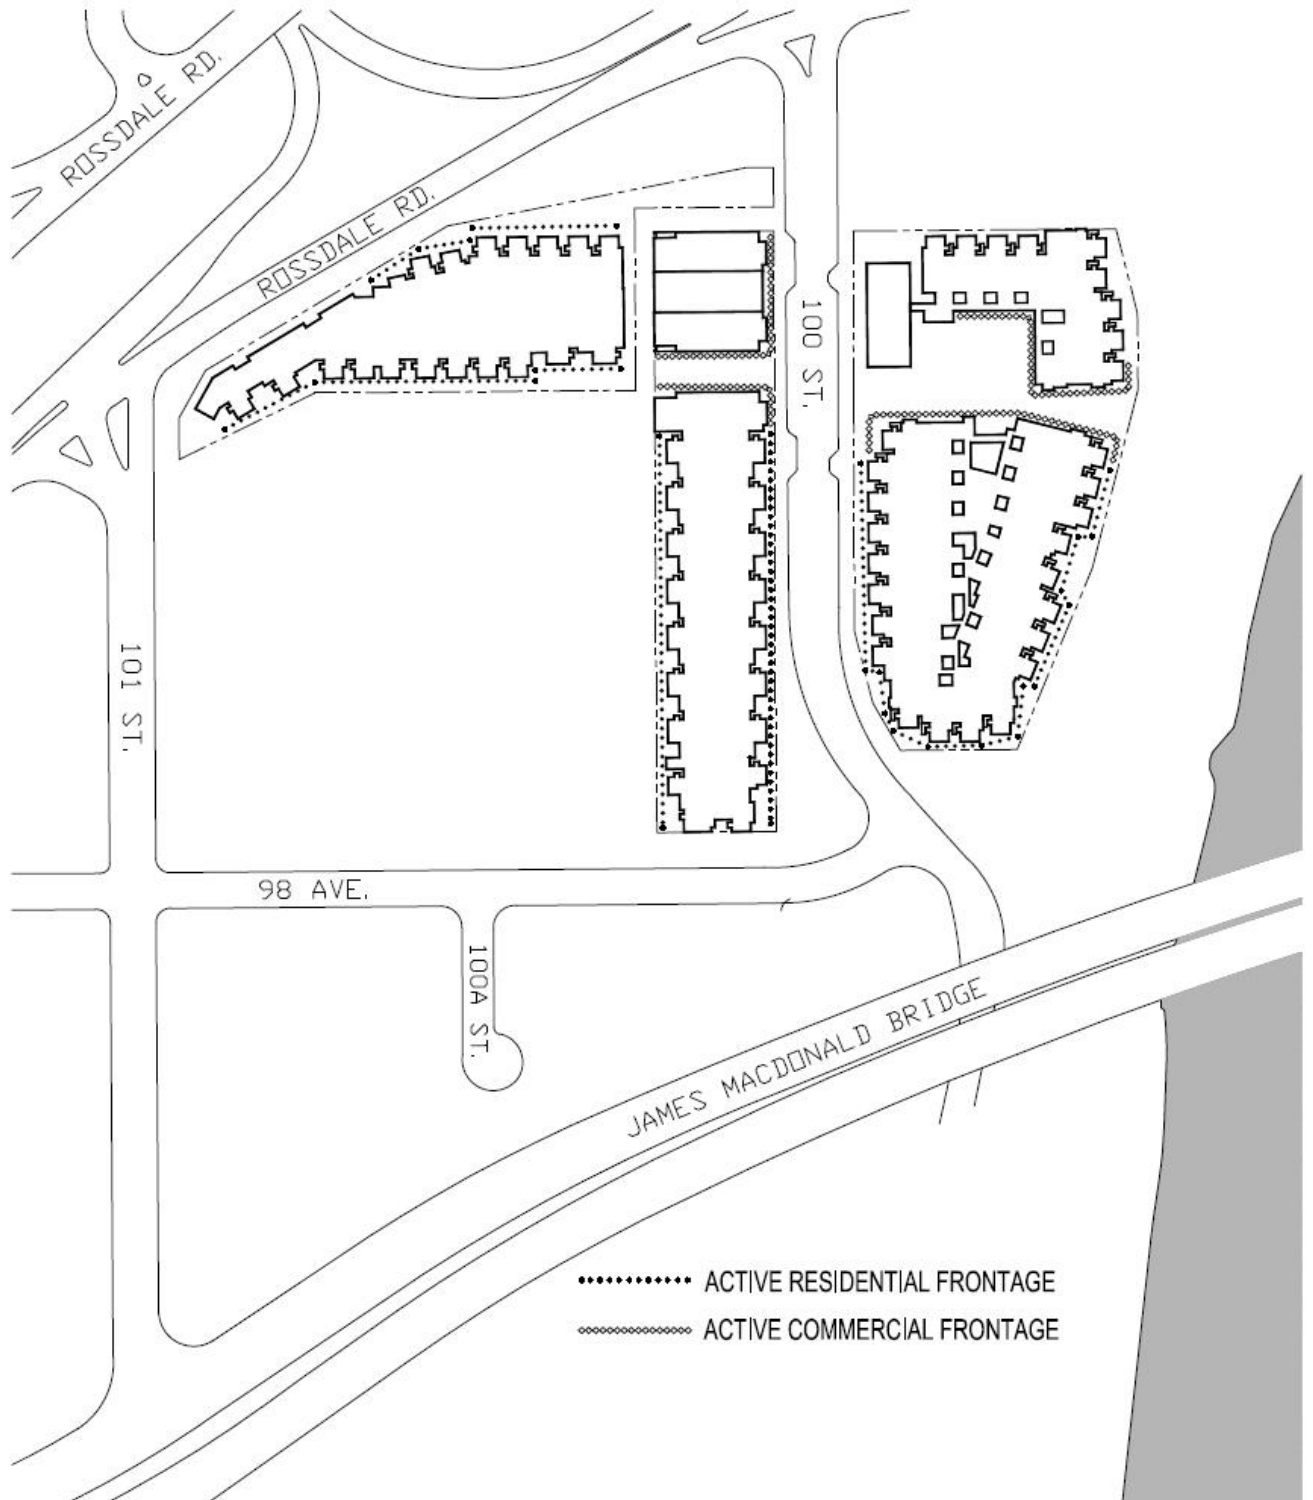 ROSSDALE RD.
ROSSDALE RD.
100 ST.
101 ST.
98 AVE.
100A ST.
JAMES MACDONALD BRIDGE
ACTIVE RESIDENTIAL FRONTAGE
ACTIVE COMMERCIAL FRONTAGE